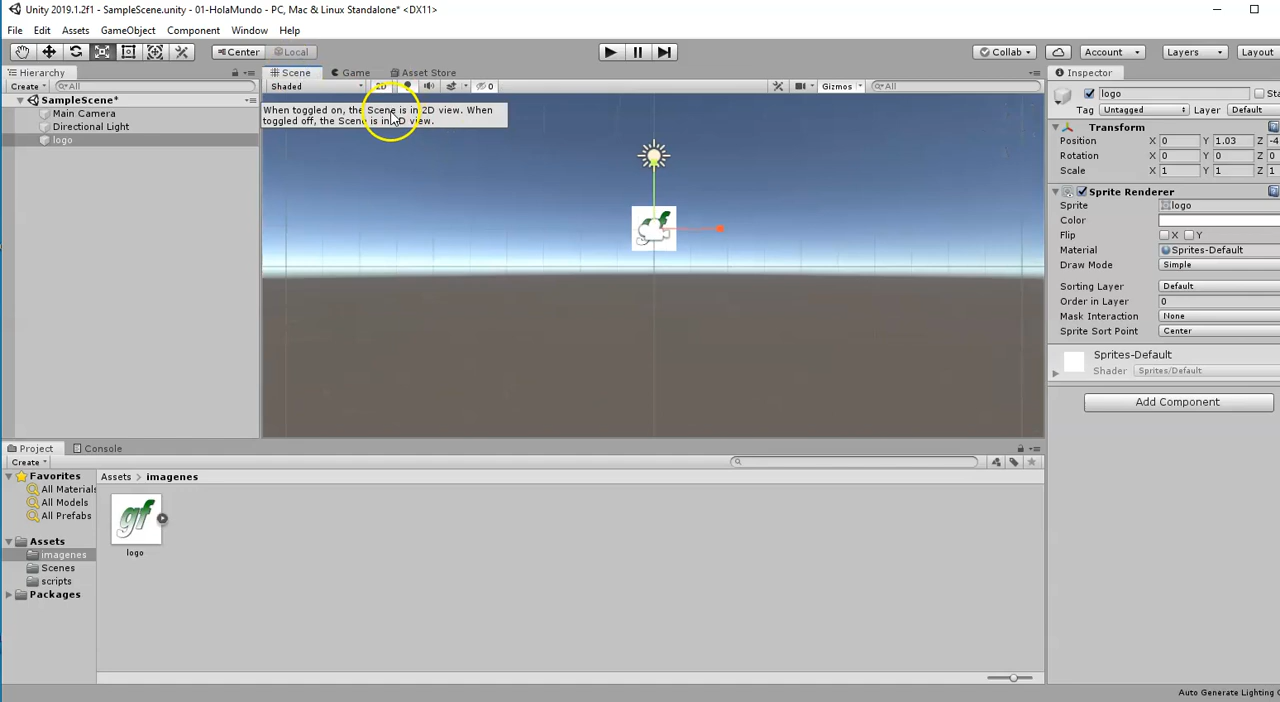 Unity 2019.1.2f1 - SampleScene.unity - 01-HolaMundo - PC, Mac & Linux Standalone* <DX11>
File Edit Assets GameObject Component Window Help
Center Local Collab Account Layers Layout
Hierarchy
Create All
SampleScene*
Main Camera
Directional Light
logo
Scene Game Asset Store
Shaded 2D 0 Gizmos All
When toggled on, the Scene is in 2D view. When
toggled off, the Scene is in view.
Inspector
logo
Tag Untagged Layer Default
Transform
Position X 0 Y 1.03 Z -4
Rotation X 0 Y 0 Z 0
Scale X 1 Y 1 Z 1
Sprite Renderer
Sprite logo
Color
Flip X Y
Material Sprites-Default
Draw Mode Simple
Sorting Layer Default
Order in Layer 0
Mask Interaction None
Sprite Sort Point Center
Sprites-Default
Shader Sprites/Default
Add Component
Project Console
Create
Favorites
All Materials
All Models
All Prefabs
Assets
imagenes
Scenes
scripts
Packages
Assets > imagenes
gf
logo
Auto Generate Lighting